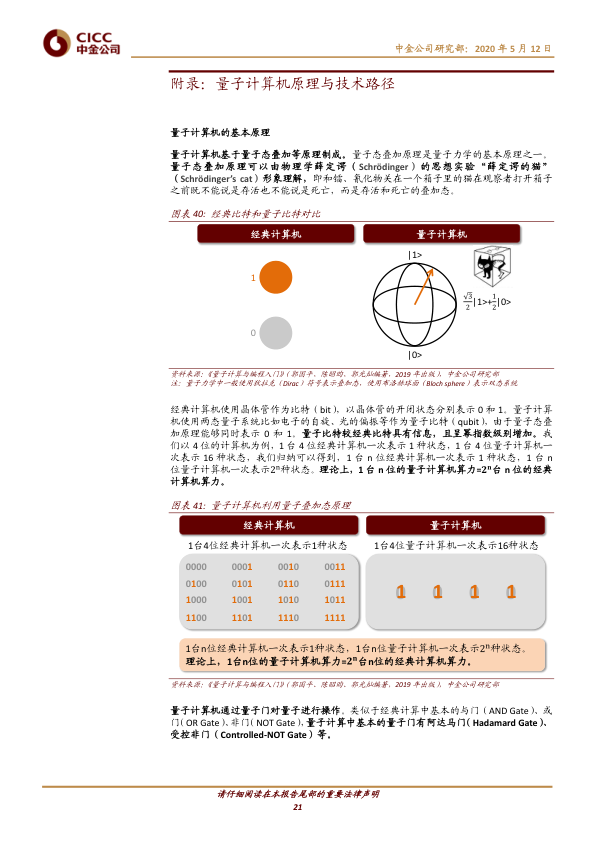 CICC
中金公司
中金公司研究部：2020 年 5 月 12 日
附录：量子计算机原理与技术路径
量子计算机的基本原理
量子计算机基于量子态叠加等原理制成。量子态叠加原理是量子力学的基本原理之一。
量子态叠加原理可以由物理学薛定谔（Schrödinger）的思想实验“薛定谔的猫”
（Schrödinger's cat）形象理解，即和镭、氰化物关在一个箱子里的猫在观察者打开箱子
之前既不能说是存活也不能说是死亡，而是存活和死亡的叠加态。
图表 40: 经典比特和量子比特对比
经典计算机
量子计算机
|1>
1
√3/2|1>+1/2|0>
0
|0>
资料来源：《量子计算与编程入门》（郭国平、陈昭昀、郭光灿编著，2019 年出版），中金公司研究部
注：量子力学中一般使用狄拉克（Dirac）符号表示叠加态，使用布洛赫球面（Bloch sphere）表示双态系统
经典计算机使用晶体管作为比特（bit），以晶体管的开闭状态分别表示 0 和 1。量子计算
机使用两态量子系统比如电子的自旋、光的偏振等作为量子比特（qubit），由于量子态叠
加原理能够同时表示 0 和 1。量子比特较经典比特具有信息，且呈幂指数级别增加。我
们以 4 位的计算机为例，1 台 4 位经典计算机一次表示 1 种状态，1 台 4 位量子计算机一
次表示 16 种状态，我们归纳可以得到，1 台 n 位经典计算机一次表示 1 种状态，1 台 n
位量子计算机一次表示2ⁿ种状态。理论上，1 台 n 位的量子计算机算力=2ⁿ台 n 位的经典
计算机算力。
图表 41: 量子计算机利用量子叠加态原理
经典计算机
量子计算机
1台4位经典计算机一次表示1种状态
1台4位量子计算机一次表示16种状态
0000 0001 0010 0011
0100 0101 0110 0111
1000 1001 1010 1011
1100 1101 1110 1111
1 1 1 1
1台n位经典计算机一次表示1种状态，1台n位量子计算机一次表示2ⁿ种状态。
理论上，1台n位的量子计算机算力=2ⁿ台n位的经典计算机算力。
资料来源：《量子计算与编程入门》（郭国平、陈昭昀、郭光灿编著，2019 年出版），中金公司研究部
量子计算机通过量子门对量子进行操作。类似于经典计算中基本的与门（AND Gate）、或
门（OR Gate）、非门（NOT Gate），量子计算中基本的量子门有阿达马门（Hadamard Gate）、
受控非门（Controlled-NOT Gate）等。
请仔细阅读在本报告尾部的重要法律声明
21